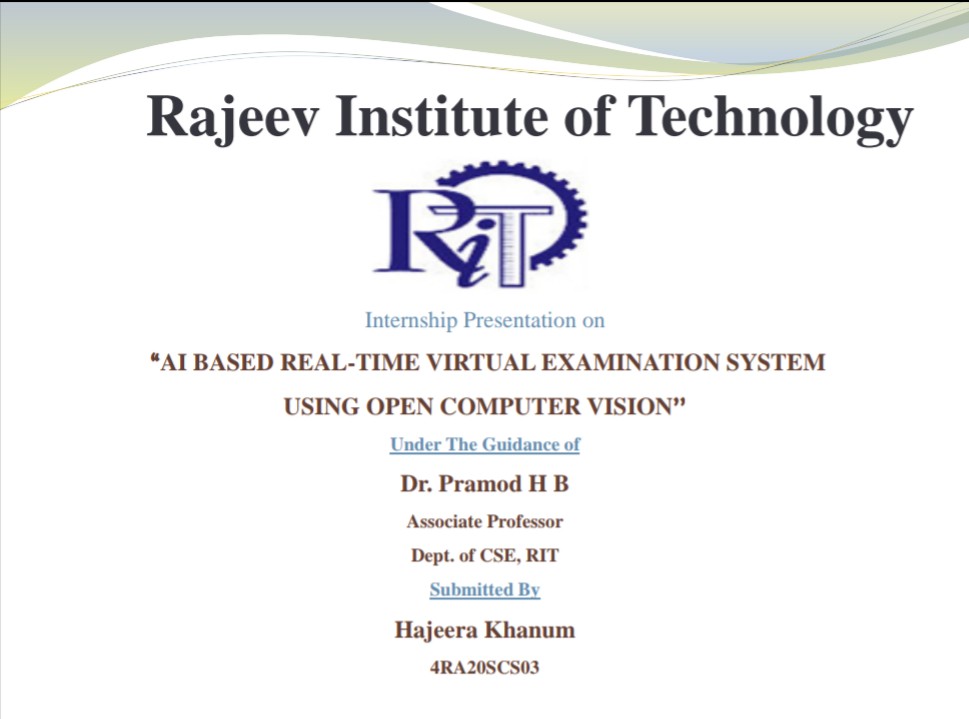 Rajeev Institute of Technology
RiT
Internship Presentation on
“AI BASED REAL-TIME VIRTUAL EXAMINATION SYSTEM
USING OPEN COMPUTER VISION”
Under The Guidance of
Dr. Pramod H B
Associate Professor
Dept. of CSE, RIT
Submitted By
Hajeera Khanum
4RA20SCS03